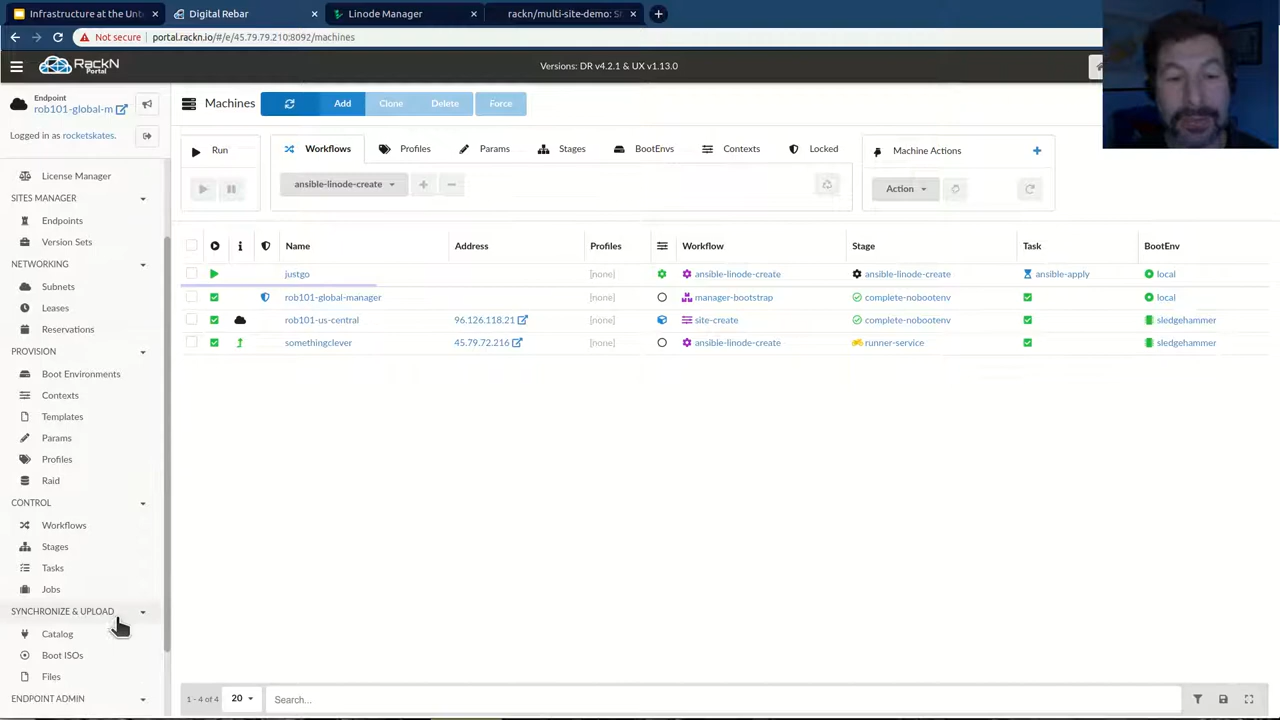 Infrastructure at the Unt
Digital Rebar
Linode Manager
rackn/multi-site-demo: S
Not secure
portal.rackn.io/#/e/45.79.79.210:8092/machines
RackN
Portal
Versions: DR v4.2.1 & UX v1.13.0
Endpoint
rob101-global-m
Logged in as rocketskates.
License Manager
SITES MANAGER
Endpoints
Version Sets
NETWORKING
Subnets
Leases
Reservations
PROVISION
Boot Environments
Contexts
Templates
Params
Profiles
Raid
CONTROL
Workflows
Stages
Tasks
Jobs
SYNCHRONIZE & UPLOAD
Catalog
Boot ISOs
Files
ENDPOINT ADMIN
Machines Add Clone Delete Force
Run
Workflows Profiles Params Stages BootEnvs Contexts Locked
ansible-linode-create
Machine Actions
Action
Name Address Profiles Workflow Stage Task BootEnv
justgo [none] ansible-linode-create ansible-linode-create ansible-apply local
rob101-global-manager [none] manager-bootstrap complete-nobootenv local
rob101-us-central 96.126.118.21 [none] site-create complete-nobootenv sledgehammer
somethingclever 45.79.72.216 [none] ansible-linode-create runner-service sledgehammer
1 - 4 of 4 20 Search...